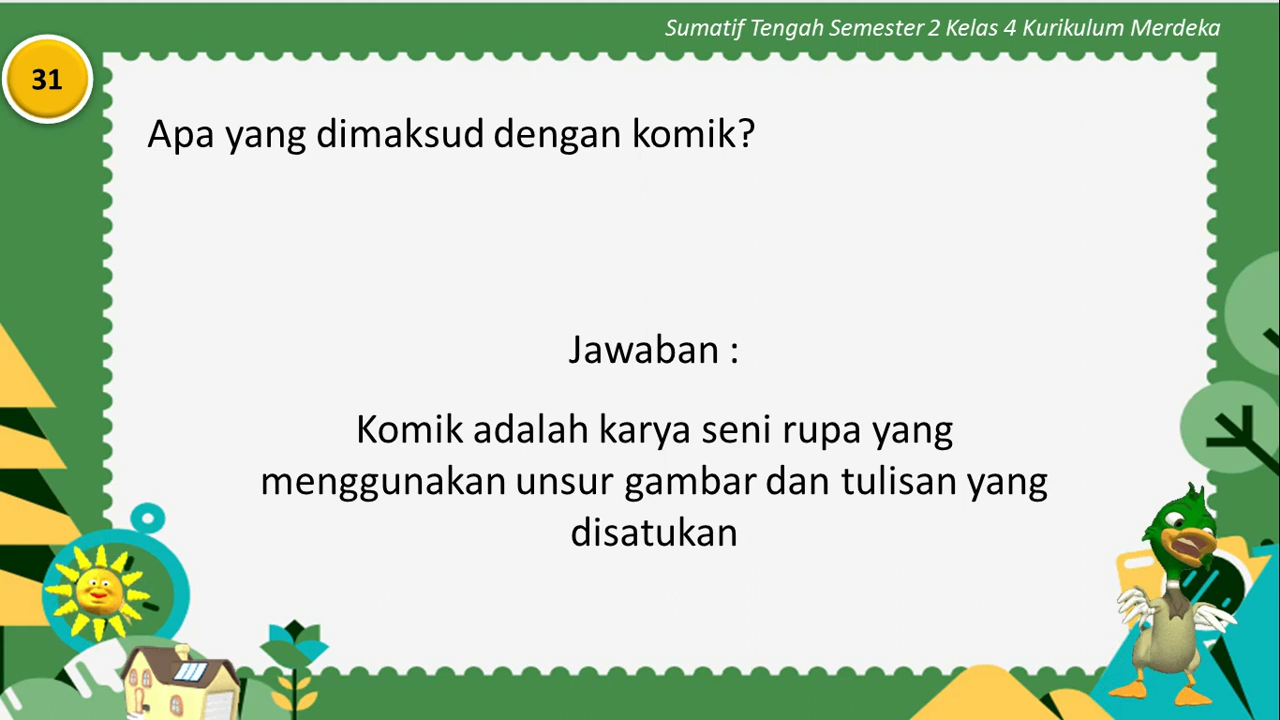 Sumatif Tengah Semester 2 Kelas 4 Kurikulum Merdeka
31
Apa yang dimaksud dengan komik?
Jawaban :
Komik adalah karya seni rupa yang
menggunakan unsur gambar dan tulisan yang
disatukan